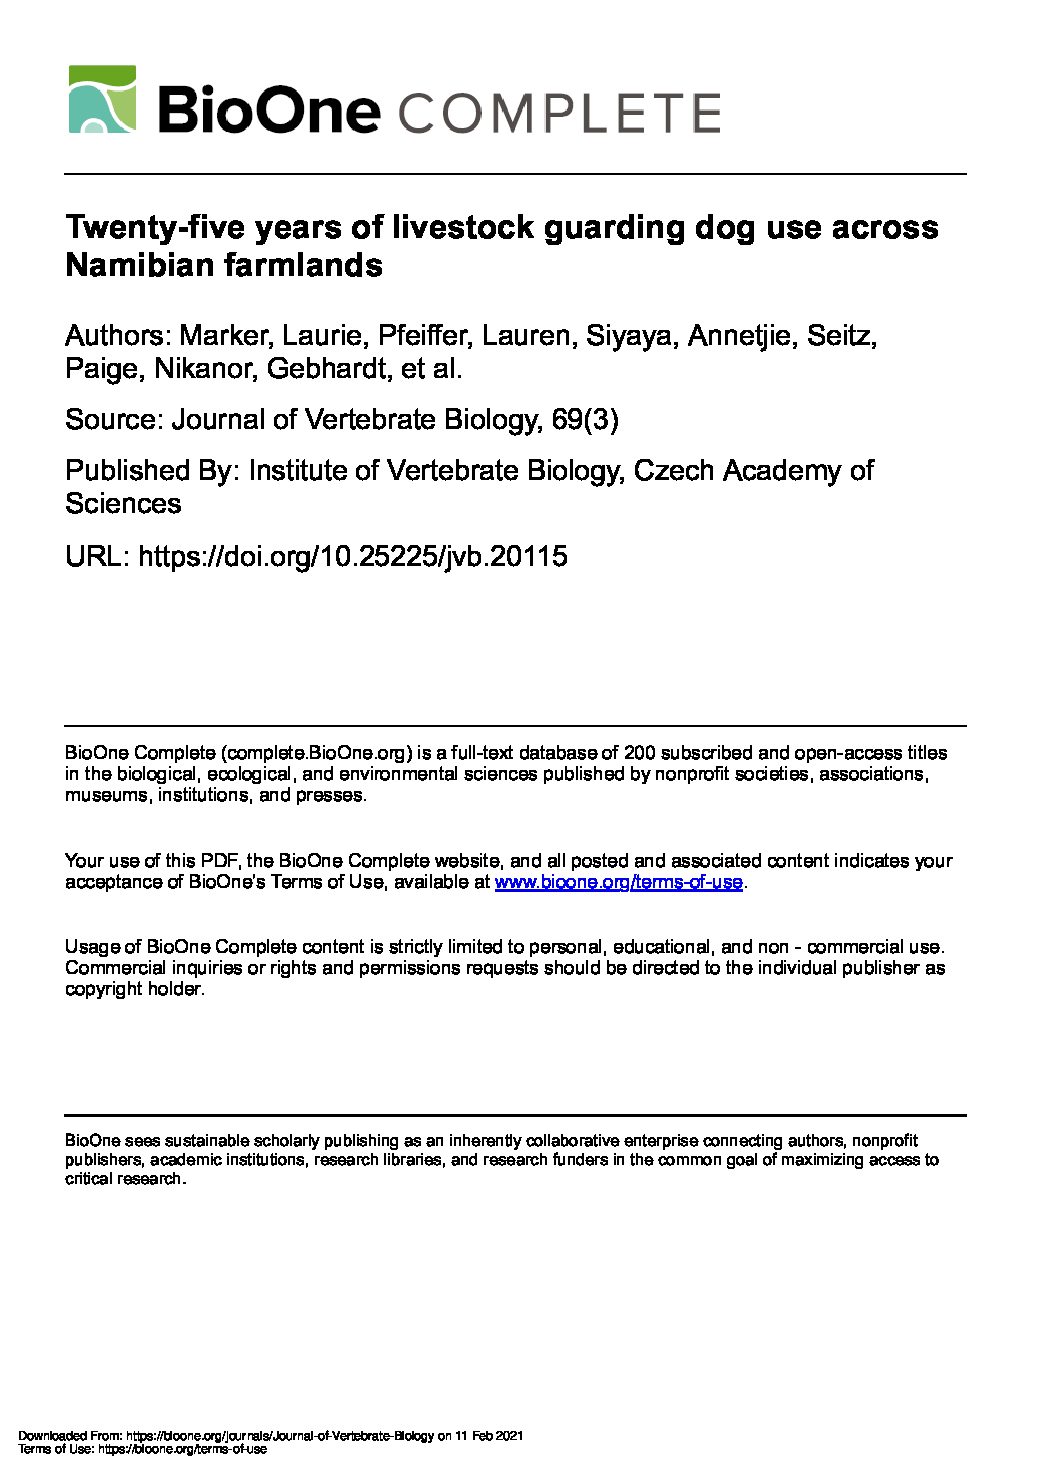 BioOne COMPLETE
Twenty-five years of livestock guarding dog use across
Namibian farmlands
Authors: Marker, Laurie, Pfeiffer, Lauren, Siyaya, Annetjie, Seitz,
Paige, Nikanor, Gebhardt, et al.
Source: Journal of Vertebrate Biology, 69(3)
Published By: Institute of Vertebrate Biology, Czech Academy of
Sciences
URL: https://doi.org/10.25225/jvb.20115
BioOne Complete (complete.BioOne.org) is a full-text database of 200 subscribed and open-access titles
in the biological, ecological, and environmental sciences published by nonprofit societies, associations,
museums, institutions, and presses.
Your use of this PDF, the BioOne Complete website, and all posted and associated content indicates your
acceptance of BioOne's Terms of Use, available at www.bioone.org/terms-of-use.
Usage of BioOne Complete content is strictly limited to personal, educational, and non - commercial use.
Commercial inquiries or rights and permissions requests should be directed to the individual publisher as
copyright holder.
BioOne sees sustainable scholarly publishing as an inherently collaborative enterprise connecting authors, nonprofit
publishers, academic institutions, research libraries, and research funders in the common goal of maximizing access to
critical research.
Downloaded From: https://bioone.org/journals/Journal-of-Vertebrate-Biology on 11 Feb 2021
Terms of Use: https://bioone.org/terms-of-use